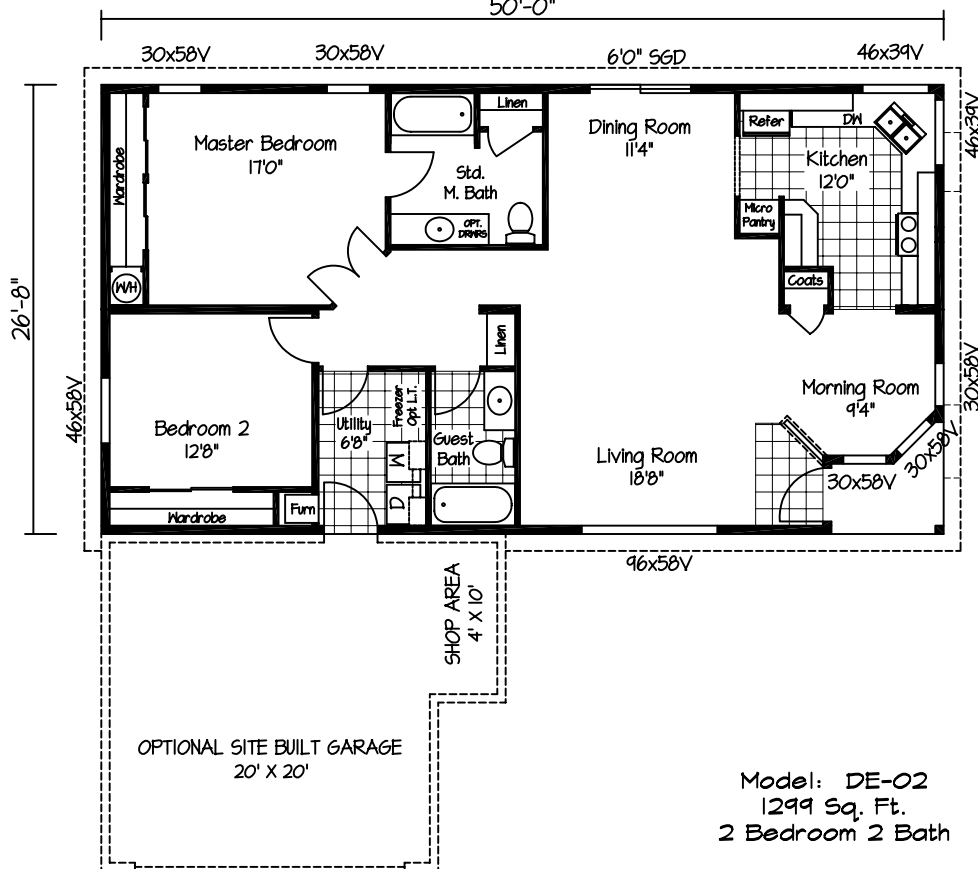 50'-0"
30x58V
30x58V
6'0" SGD
46x39V
46x39V
Linen
Refer
DW
Dining Room
11'4"
Master Bedroom
17'0"
Wardrobe
Kitchen
12'0"
Std.
M. Bath
OPT.
DRWRS
Micro
Pantry
W/H
Coats
26'-8"
Linen
30x58V
46x58V
Morning Room
9'4"
Freezer
Opt L.T.
Bedroom 2
12'8"
Utility
6'8"
Guest
Bath
W
D
Living Room
18'8"
30x58V
30x58V
Wardrobe
Furn
96x58V
SHOP AREA
4' X 10'
OPTIONAL SITE BUILT GARAGE
20' X 20'
Model: DE-02
1299 Sq. Ft.
2 Bedroom 2 Bath